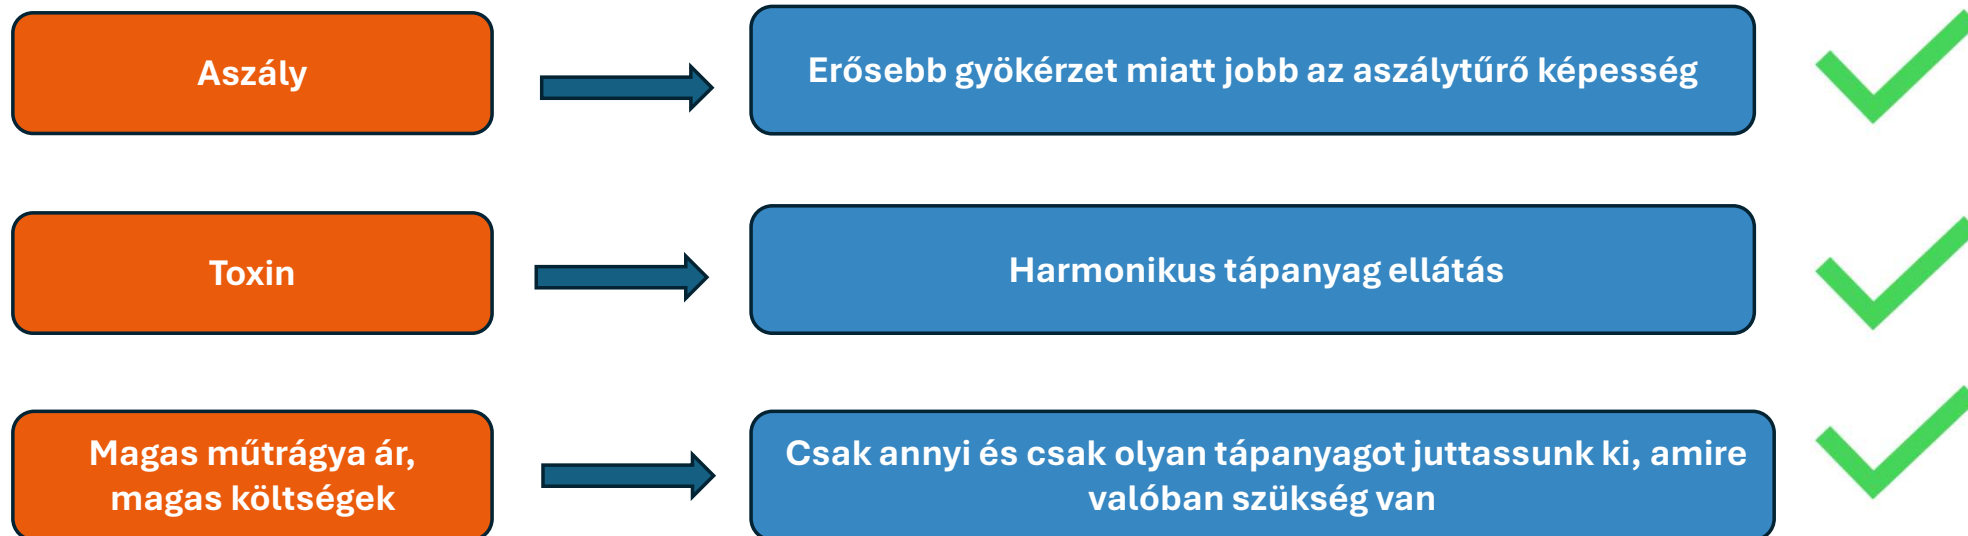 Aszály
Erősebb gyökérzet miatt jobb az aszálytűrő képesség
Toxin
Harmonikus tápanyag ellátás
Magas műtrágya ár,
magas költségek
Csak annyi és csak olyan tápanyagot juttassunk ki, amire
valóban szükség van